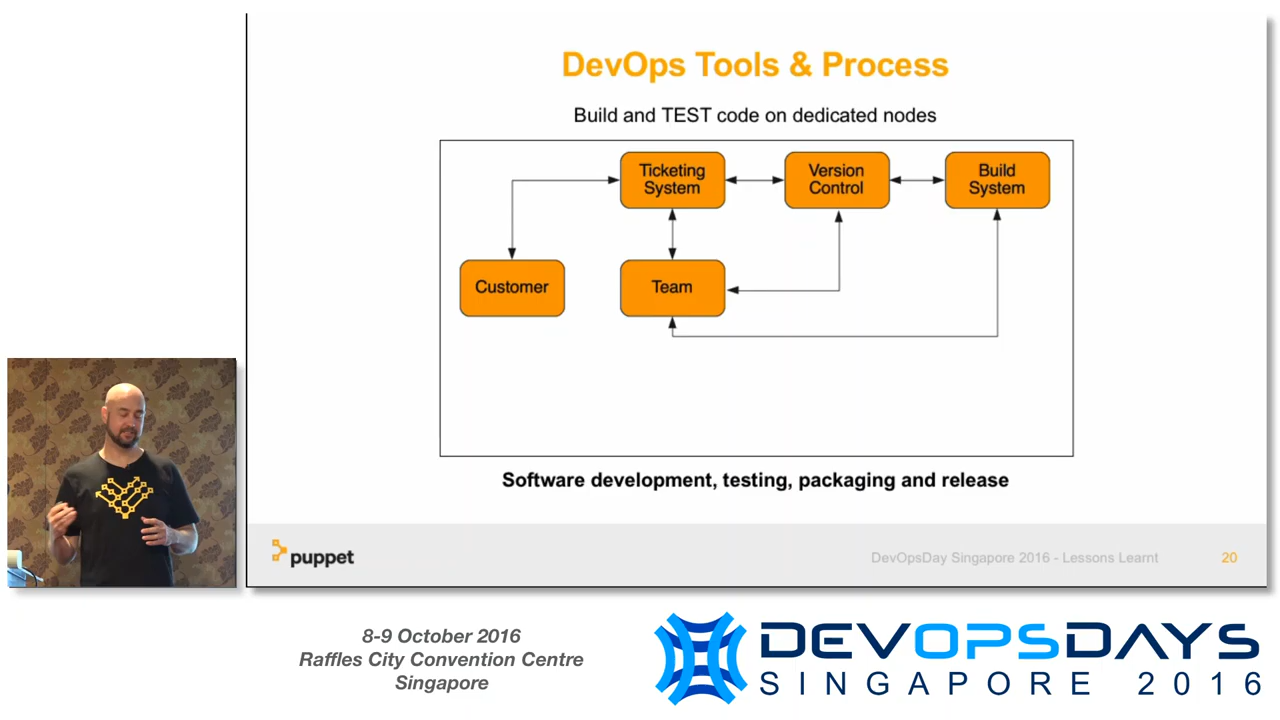 DevOps Tools & Process
Build and TEST code on dedicated nodes
Ticketing
System
Version
Control
Build
System
Customer
Team
Software development, testing, packaging and release
puppet
DevOpsDay Singapore 2016 - Lessons Learnt
20
8-9 October 2016
Raffles City Convention Centre
Singapore
DEVOPSDAYS
SINGAPORE 2016